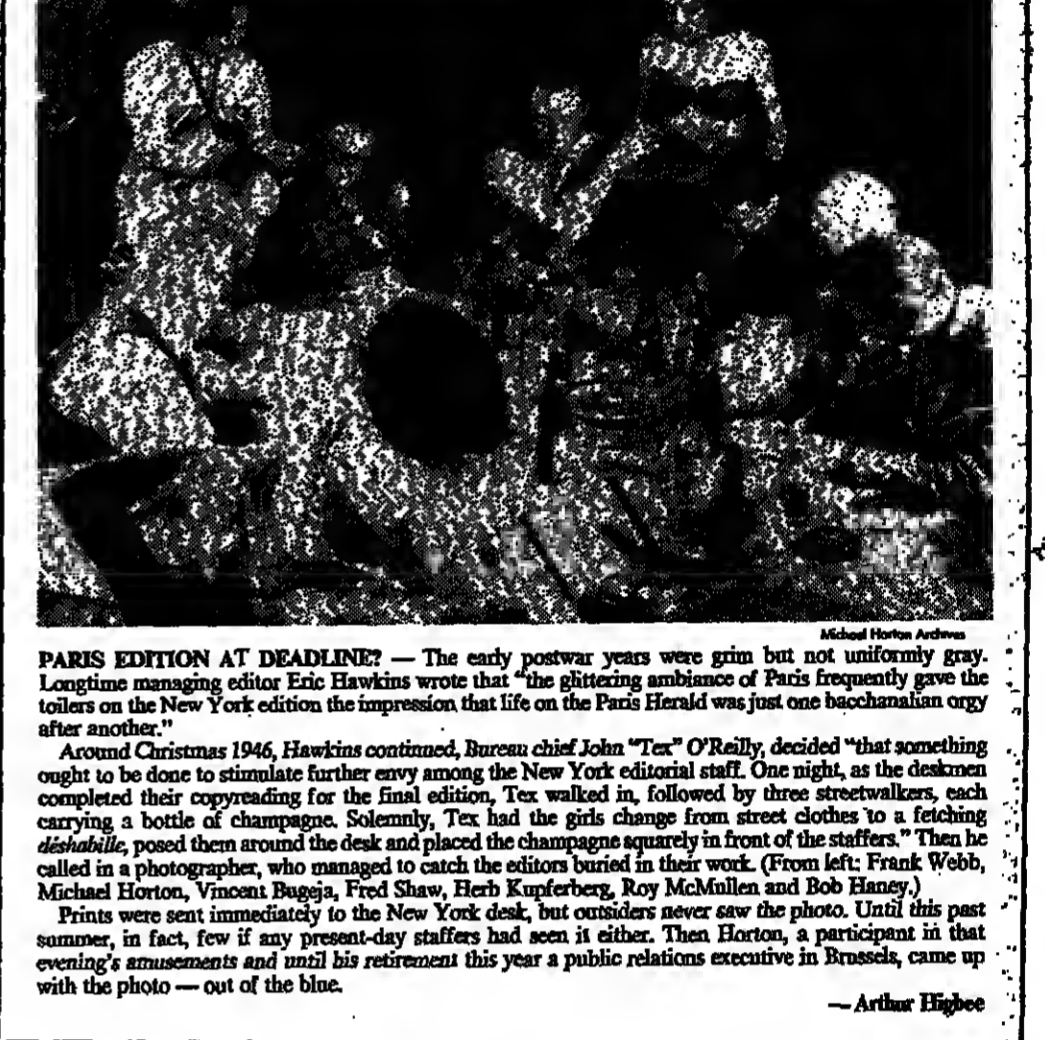 Michael Horton Archives
PARIS EDITION AT DEADLINE? — The early postwar years were grim but not uniformly gray.
Longtime managing editor Eric Hawkins wrote that "the glittering ambiance of Paris frequently gave the
toilers on the New York edition the impression that life on the Paris Herald was just one bacchanalian orgy
after another."
Around Christmas 1946, Hawkins continued, Bureau chief John "Tex" O'Reilly, decided "that something
ought to be done to stimulate further envy among the New York editorial staff. One night, as the deskmen
completed their copyreading for the final edition, Tex walked in, followed by three streetwalkers, each
carrying a bottle of champagne. Solemnly, Tex had the girls change from street clothes to a fetching
déshabille, posed them around the desk and placed the champagne squarely in front of the staffers." Then he
called in a photographer, who managed to catch the editors buried in their work. (From left: Frank Webb,
Michael Horton, Vincent Bugeja, Fred Shaw, Herb Kupferberg, Roy McMullen and Bob Haney.)
Prints were sent immediately to the New York desk, but outsiders never saw the photo. Until this past
summer, in fact, few if any present-day staffers had seen it either. Then Horton, a participant in that
evening's amusements and until his retirement this year a public relations executive in Brussels, came up
with the photo — out of the blue.
— Arthur Higbee